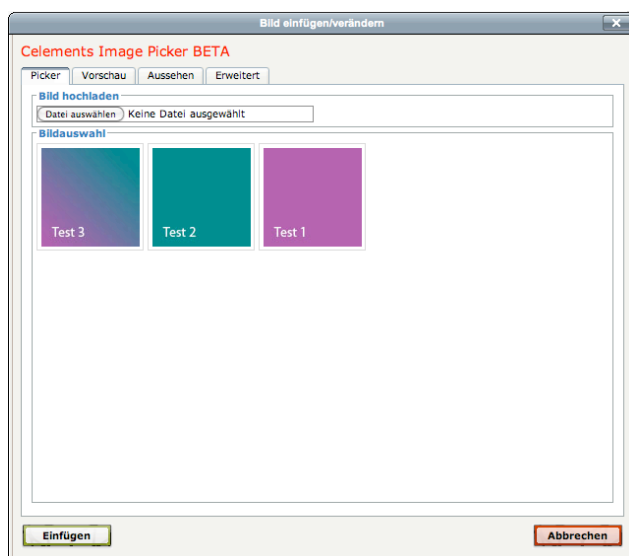 Bild einfügen/verändern
Celements Image Picker BETA
Picker Vorschau Aussehen Erweitert
Bild hochladen
Datei auswählen Keine Datei ausgewählt
Bildauswahl
Test 3 Test 2 Test 1
Einfügen Abbrechen